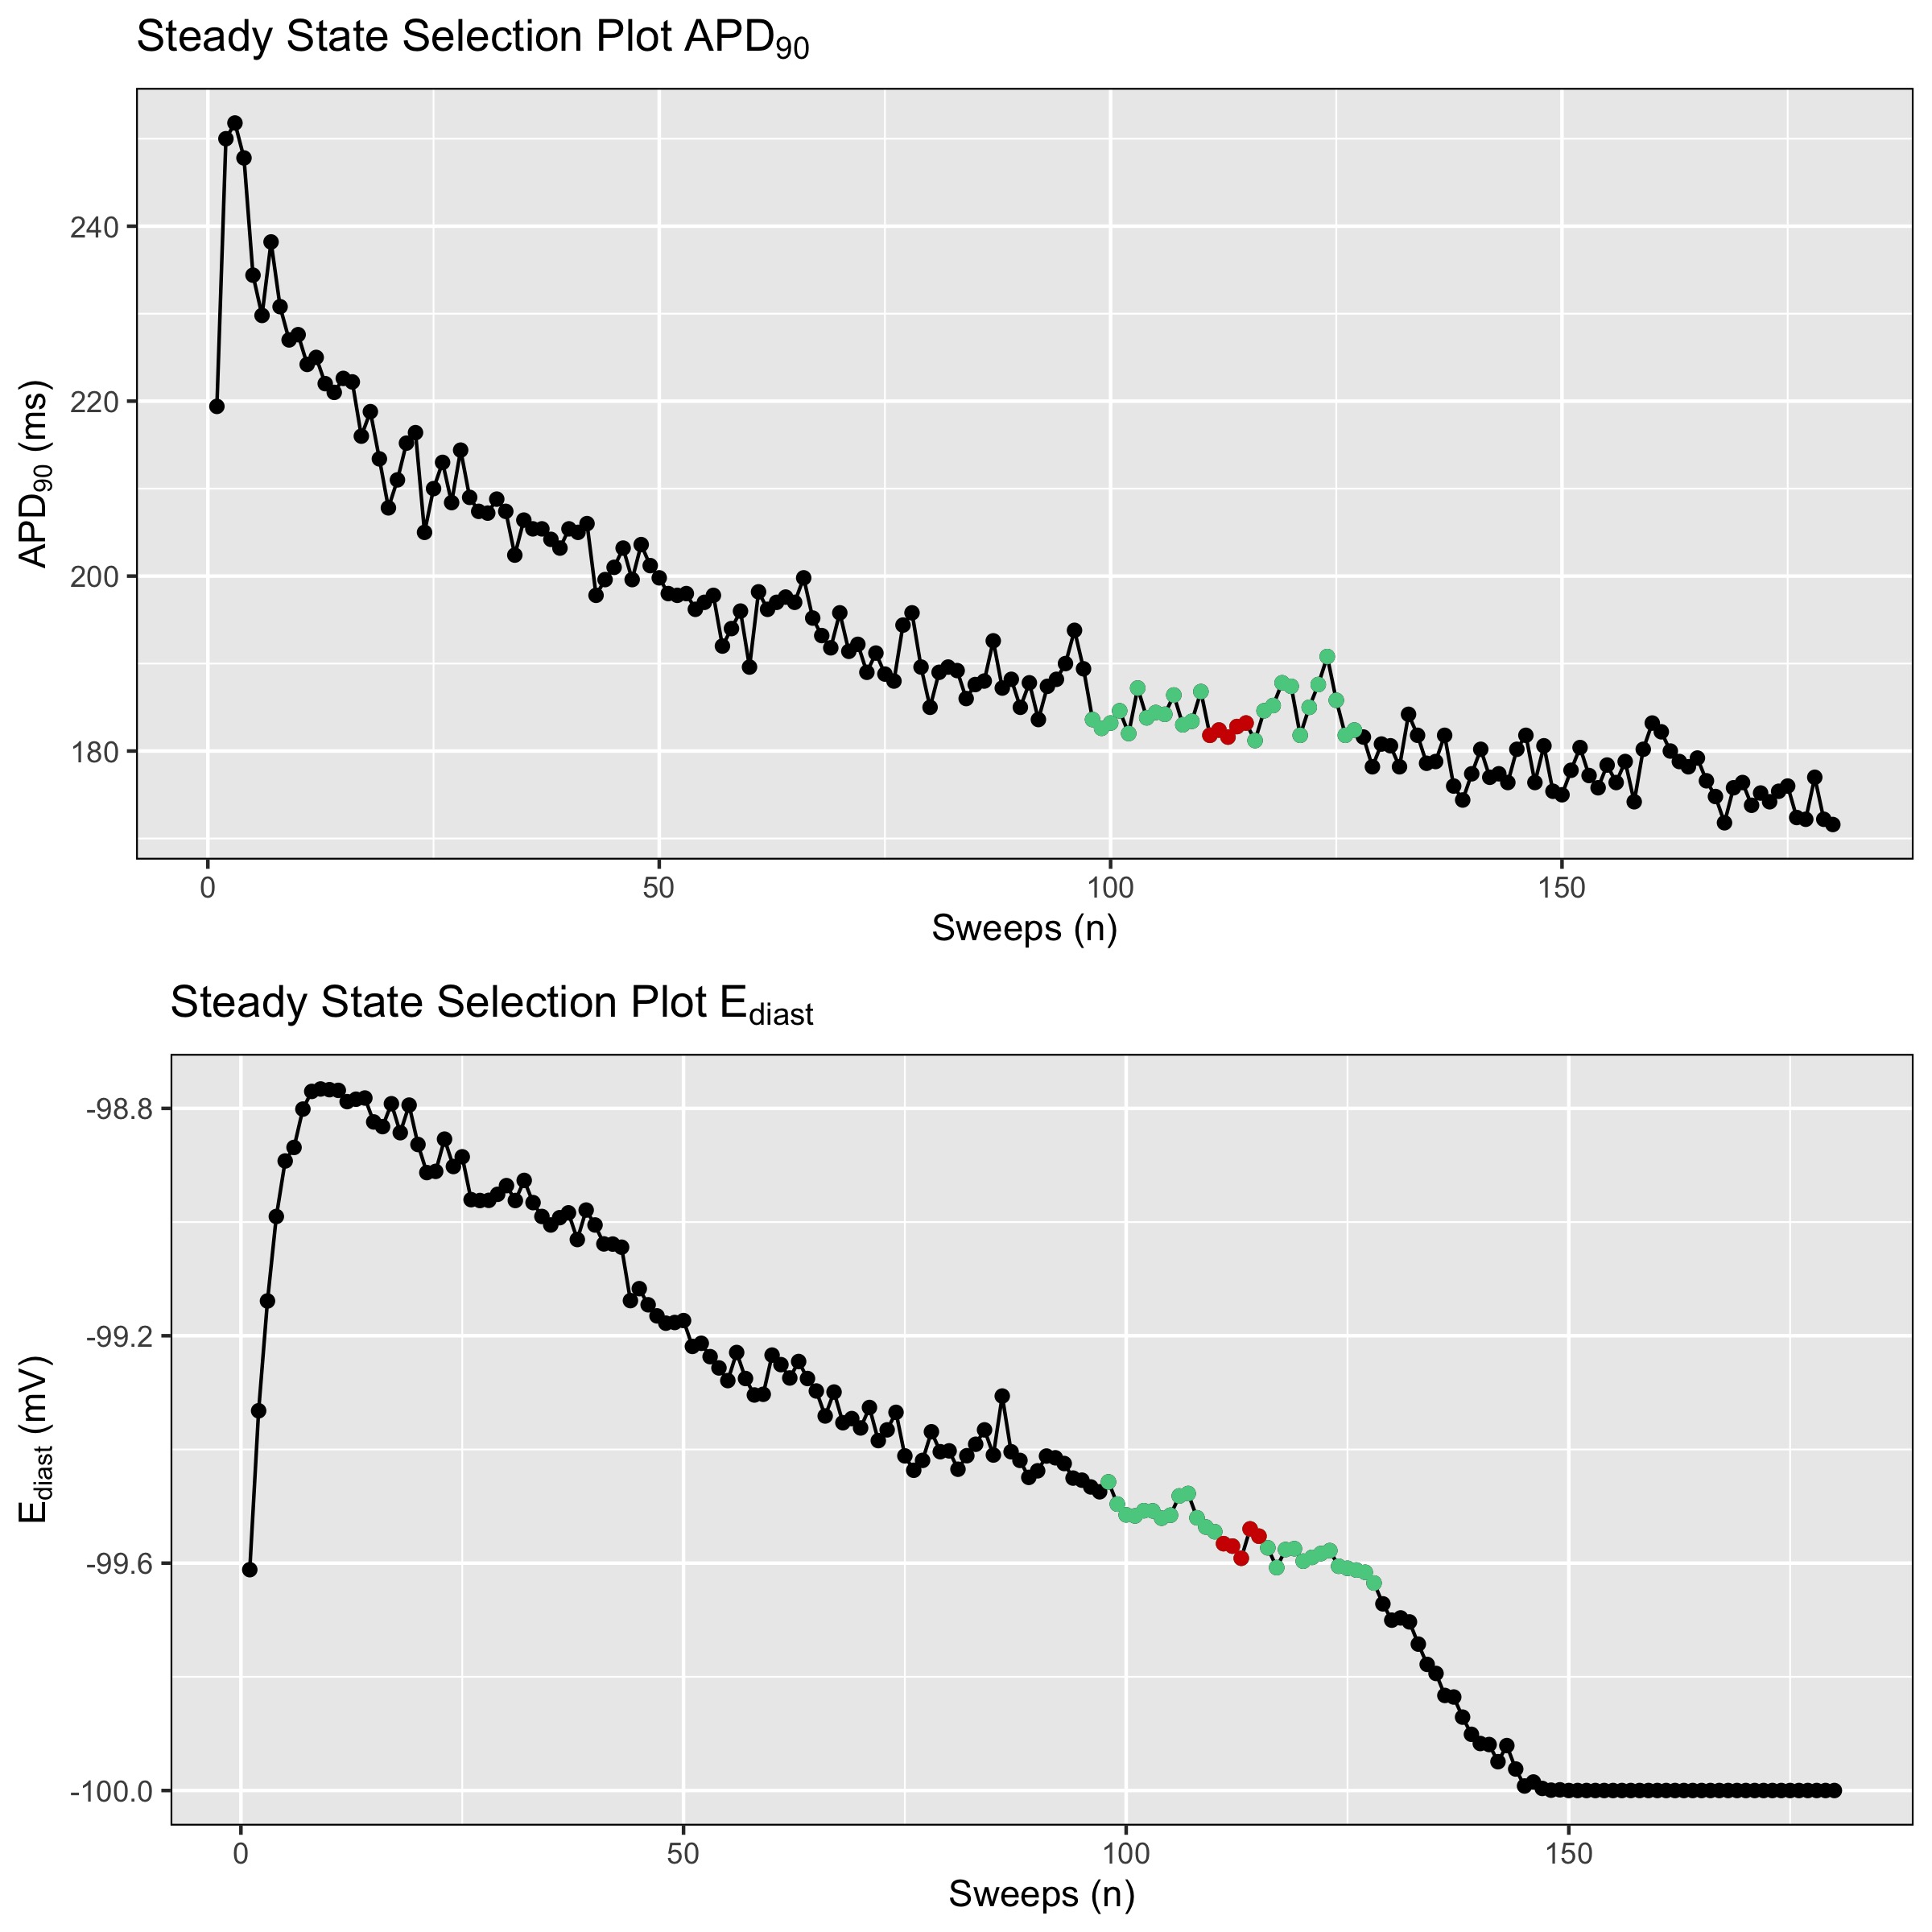 Steady State Selection Plot APD90
240
220
200
180
APD90 (ms)
0 50 100 150
Sweeps (n)
Steady State Selection Plot Ediast
-98.8
-99.2
-99.6
-100.0
Ediast (mV)
0 50 100 150
Sweeps (n)